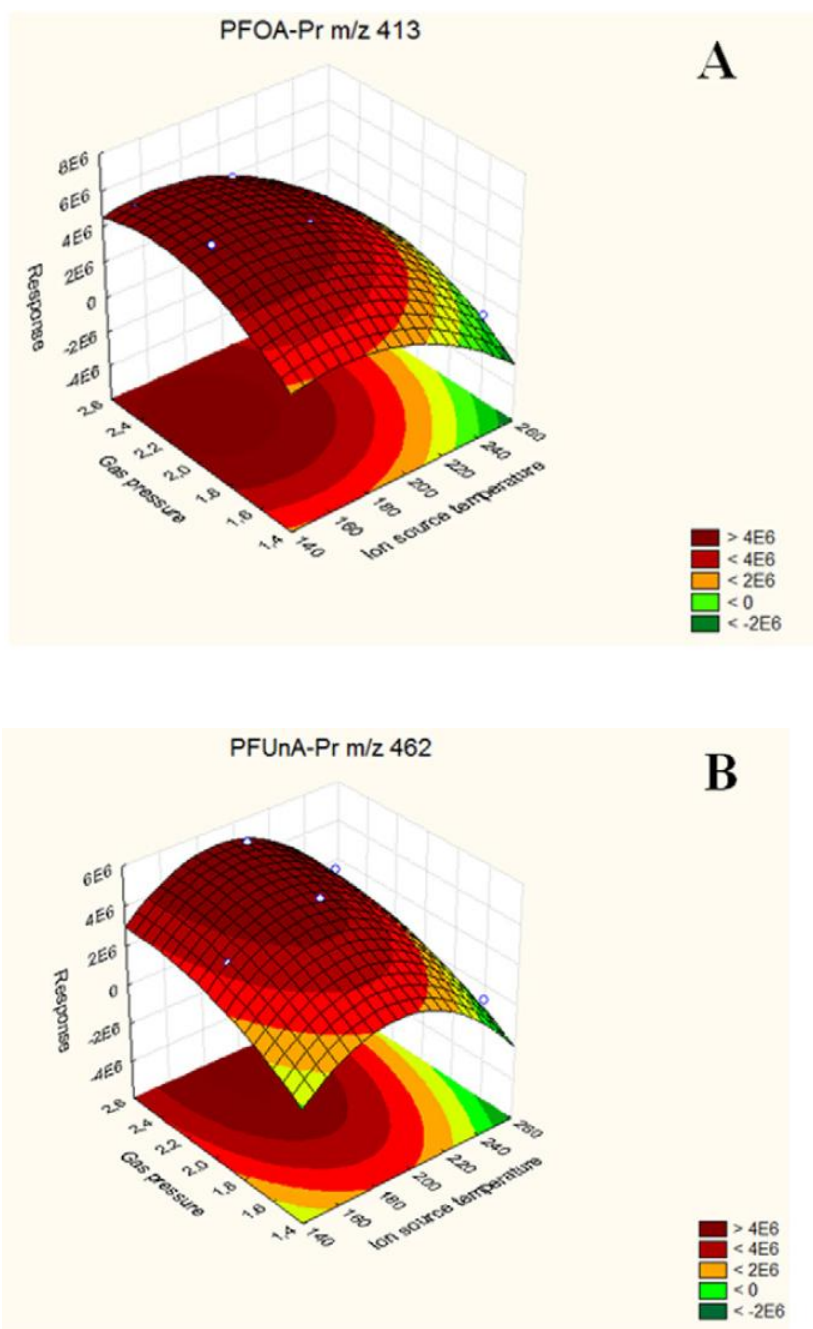 PFOA-Pr m/z 413
A
8E6
6E6
4E6
2E6
0
-2E6
-4E6
Response
2,6
2,4
2,2
2,0
1,8
1,6
1,4
Gas pressure
140
160
180
200
220
240
260
Ion source temperature
> 4E6
< 4E6
< 2E6
< 0
< -2E6
PFUnA-Pr m/z 462
B
6E6
4E6
2E6
0
-2E6
-4E6
Response
2,6
2,4
2,2
2,0
1,8
1,6
1,4
Gas pressure
140
160
180
200
220
240
260
Ion source temperature
> 4E6
< 4E6
< 2E6
< 0
< -2E6